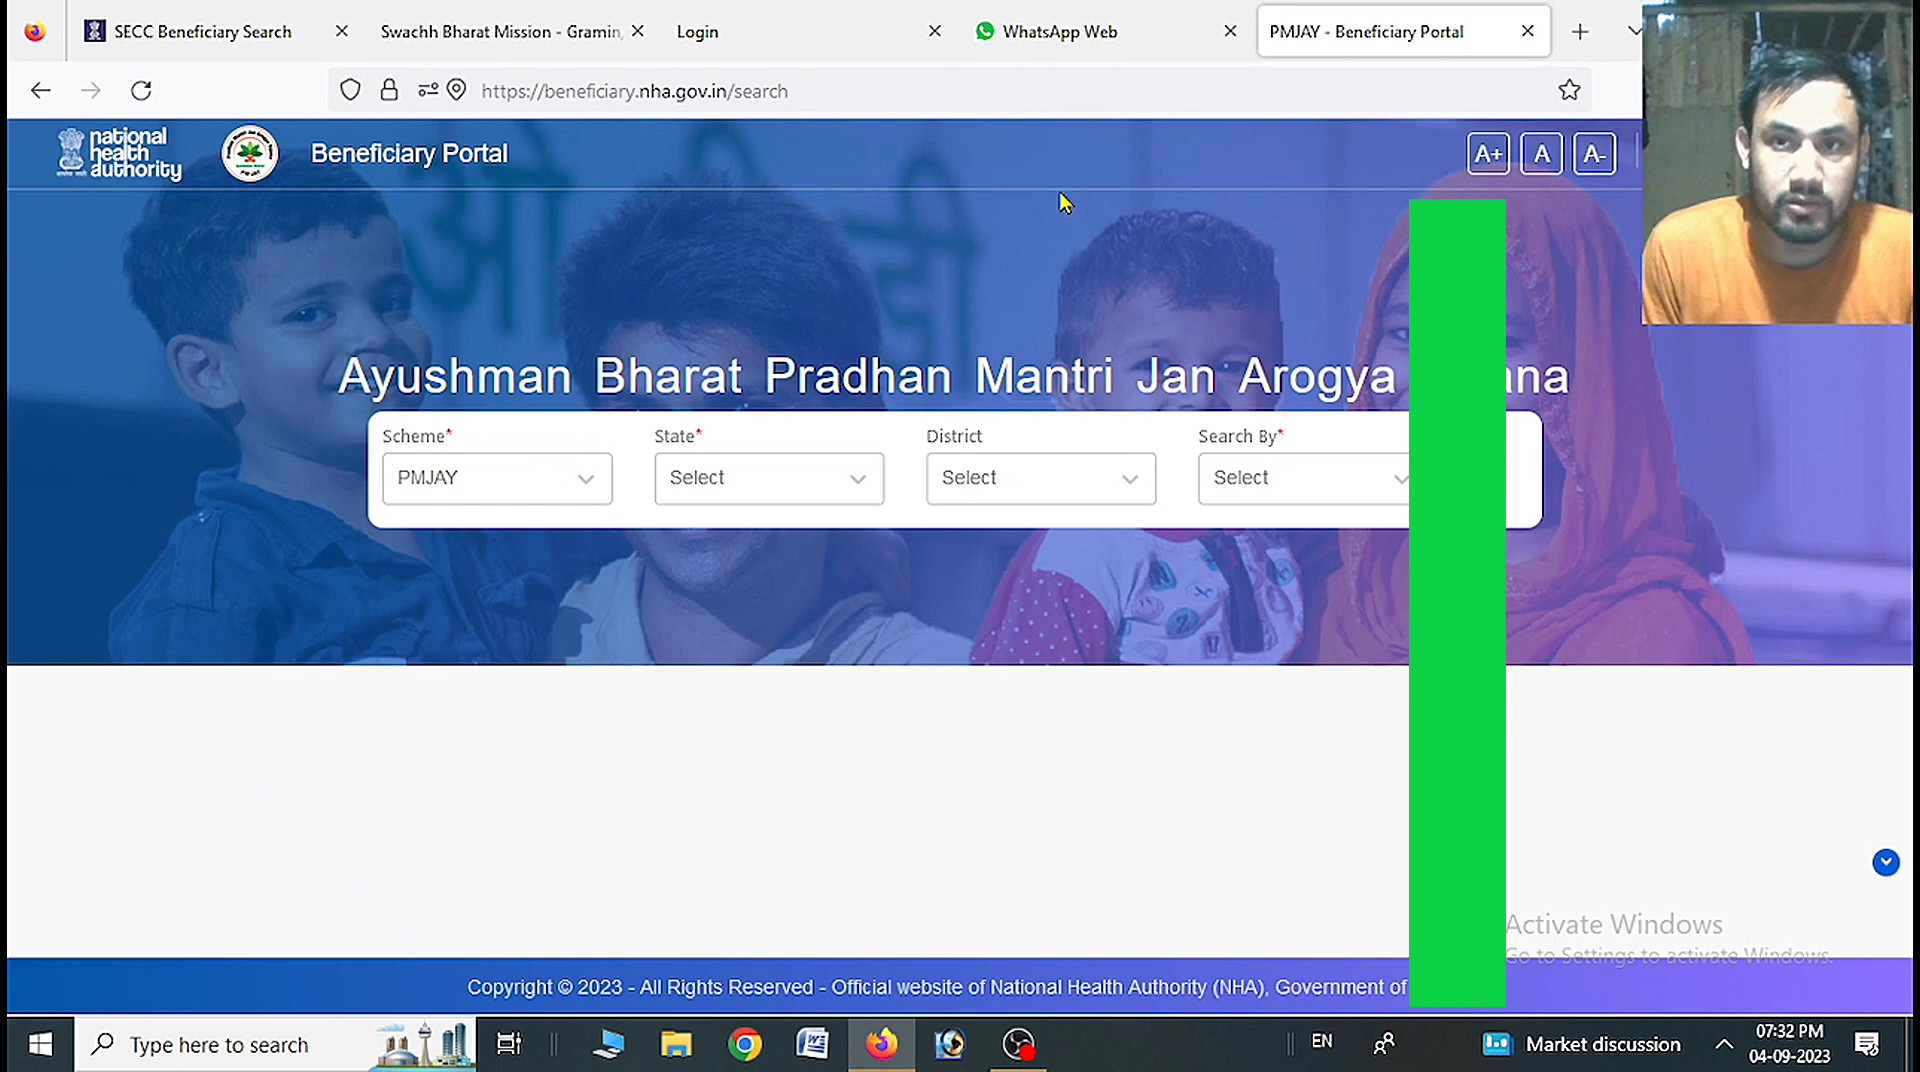 SECC Beneficiary Search
Swachh Bharat Mission - Gramin,
Login
WhatsApp Web
PMJAY - Beneficiary Portal
https://beneficiary.nha.gov.in/search
national
health
authority
Beneficiary Portal
A+ A A-
Ayushman Bharat Pradhan Mantri Jan Arogya ana
Scheme* State* District Search By*
PMJAY Select Select Select
Activate Windows
Go to Settings to activate Windows.
Copyright © 2023 - All Rights Reserved - Official website of National Health Authority (NHA), Government of
Type here to search
EN
Market discussion
07:32 PM
04-09-2023